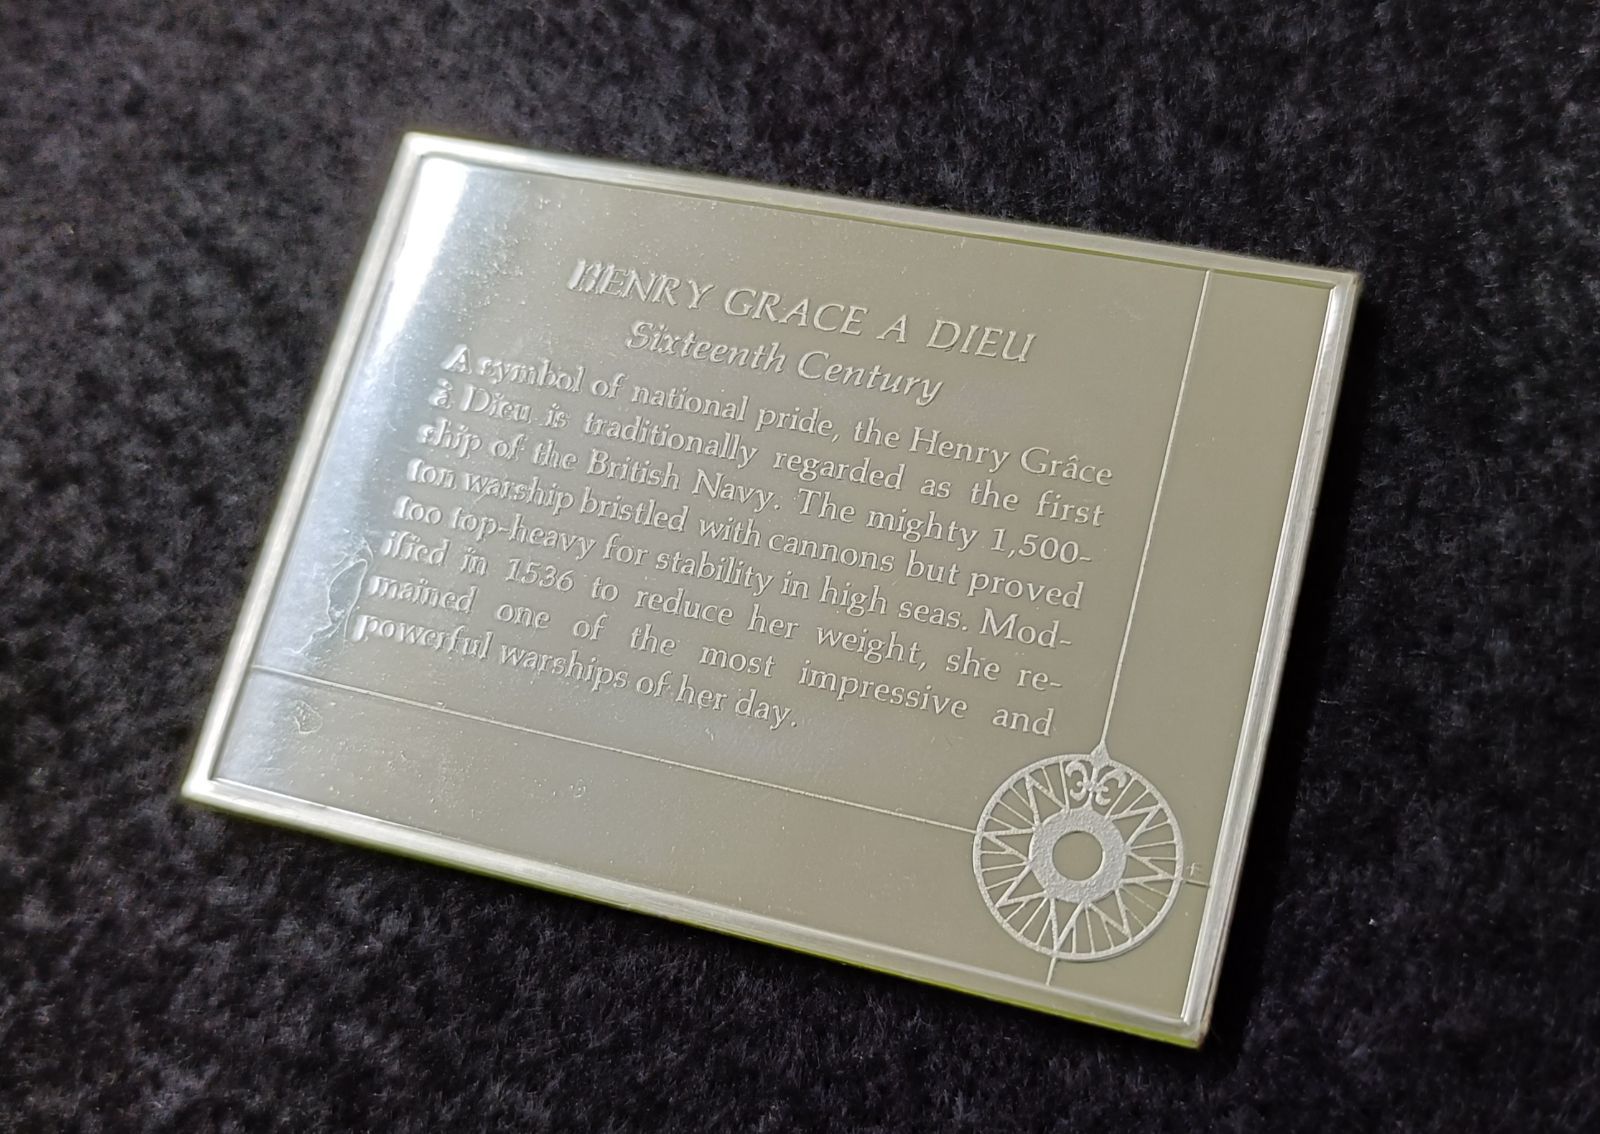 HENRY GRACE A DIEU
Sixteenth Century
A symbol of national pride, the Henry Grâce
à Dieu is traditionally regarded as the first
ship of the British Navy. The mighty 1,500-
ton warship bristled with cannons but proved
too top-heavy for stability in high seas. Mod-
ified in 1536 to reduce her weight, she re-
mained one of the most impressive and
powerful warships of her day.